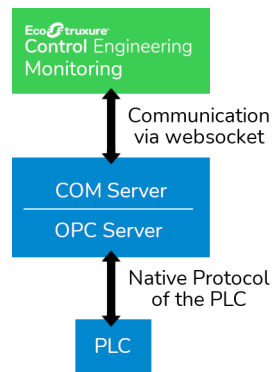 EcoStruxure
Control Engineering
Monitoring
Communication
via websocket
COM Server
OPC Server
Native Protocol
of the PLC
PLC